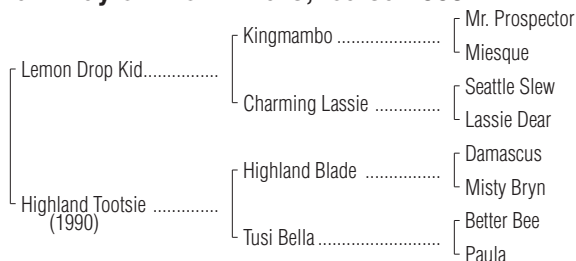 Kingmambo ..................
Mr. Prospector
Miesque
Lemon Drop Kid...............
Charming Lassie ..............
Seattle Slew
Lassie Dear
Highland Blade ................
Damascus
Misty Bryn
Highland Tootsie .............
(1990)
Tusi Bella.........................
Better Bee
Paula